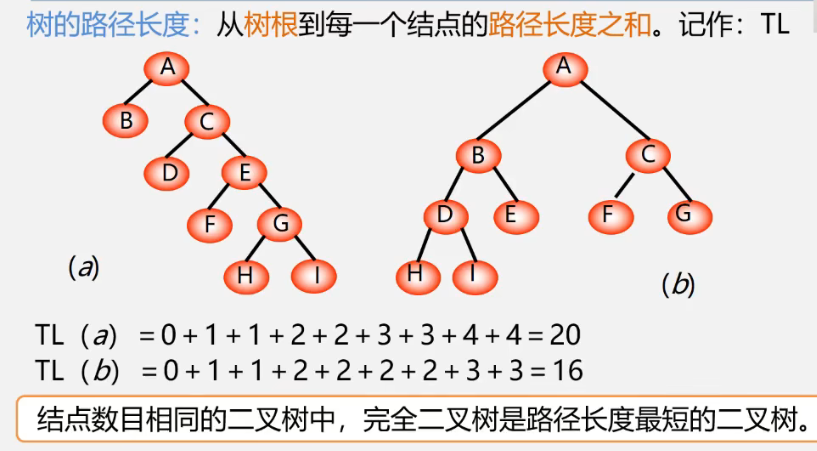 树的路径长度：从树根到每一个结点的路径长度之和。记作：TL
A
B
C
D
E
F
G
H
I
(a)
A
B
C
D
E
F
G
H
I
(b)
TL（a）=0+1+1+2+2+3+3+4+4=20
TL（b）=0+1+1+2+2+2+2+3+3=16
结点数目相同的二叉树中，完全二叉树是路径长度最短的二叉树。